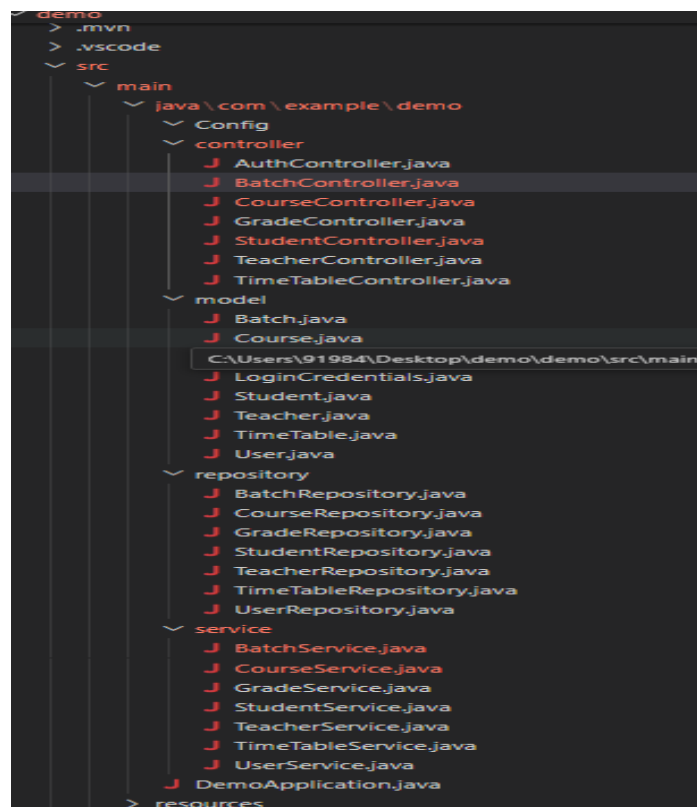 demo
.mvn
.vscode
src
main
java\com\example\demo
Config
controller
J AuthController.java
J BatchController.java
J CourseController.java
J GradeController.java
J StudentController.java
J TeacherController.java
J TimeTableController.java
model
J Batch.java
J Course.java
C:\Users\91984\Desktop\demo\demo\src\main
J LoginCredentials.java
J Student.java
J Teacher.java
J TimeTable.java
J User.java
repository
J BatchRepository.java
J CourseRepository.java
J GradeRepository.java
J StudentRepository.java
J TeacherRepository.java
J TimeTableRepository.java
J UserRepository.java
service
J BatchService.java
J CourseService.java
J GradeService.java
J StudentService.java
J TeacherService.java
J TimeTableService.java
J UserService.java
J DemoApplication.java
resources